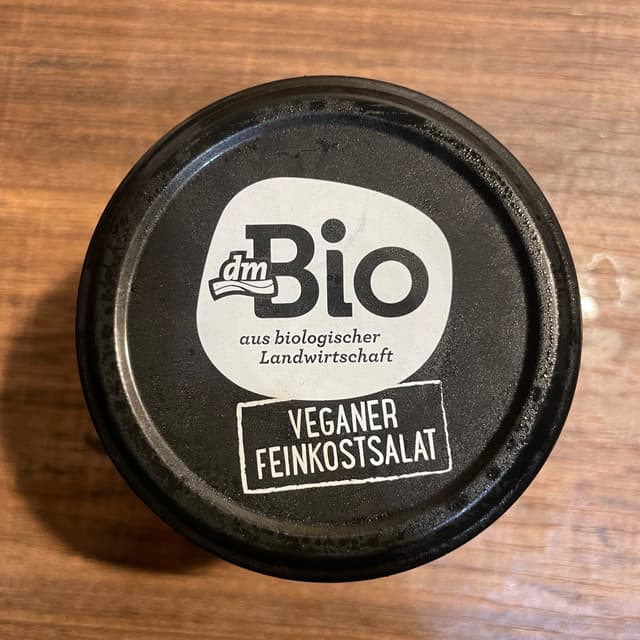 dm Bio
aus biologischer
Landwirtschaft
VEGANER
FEINKOSTSALAT